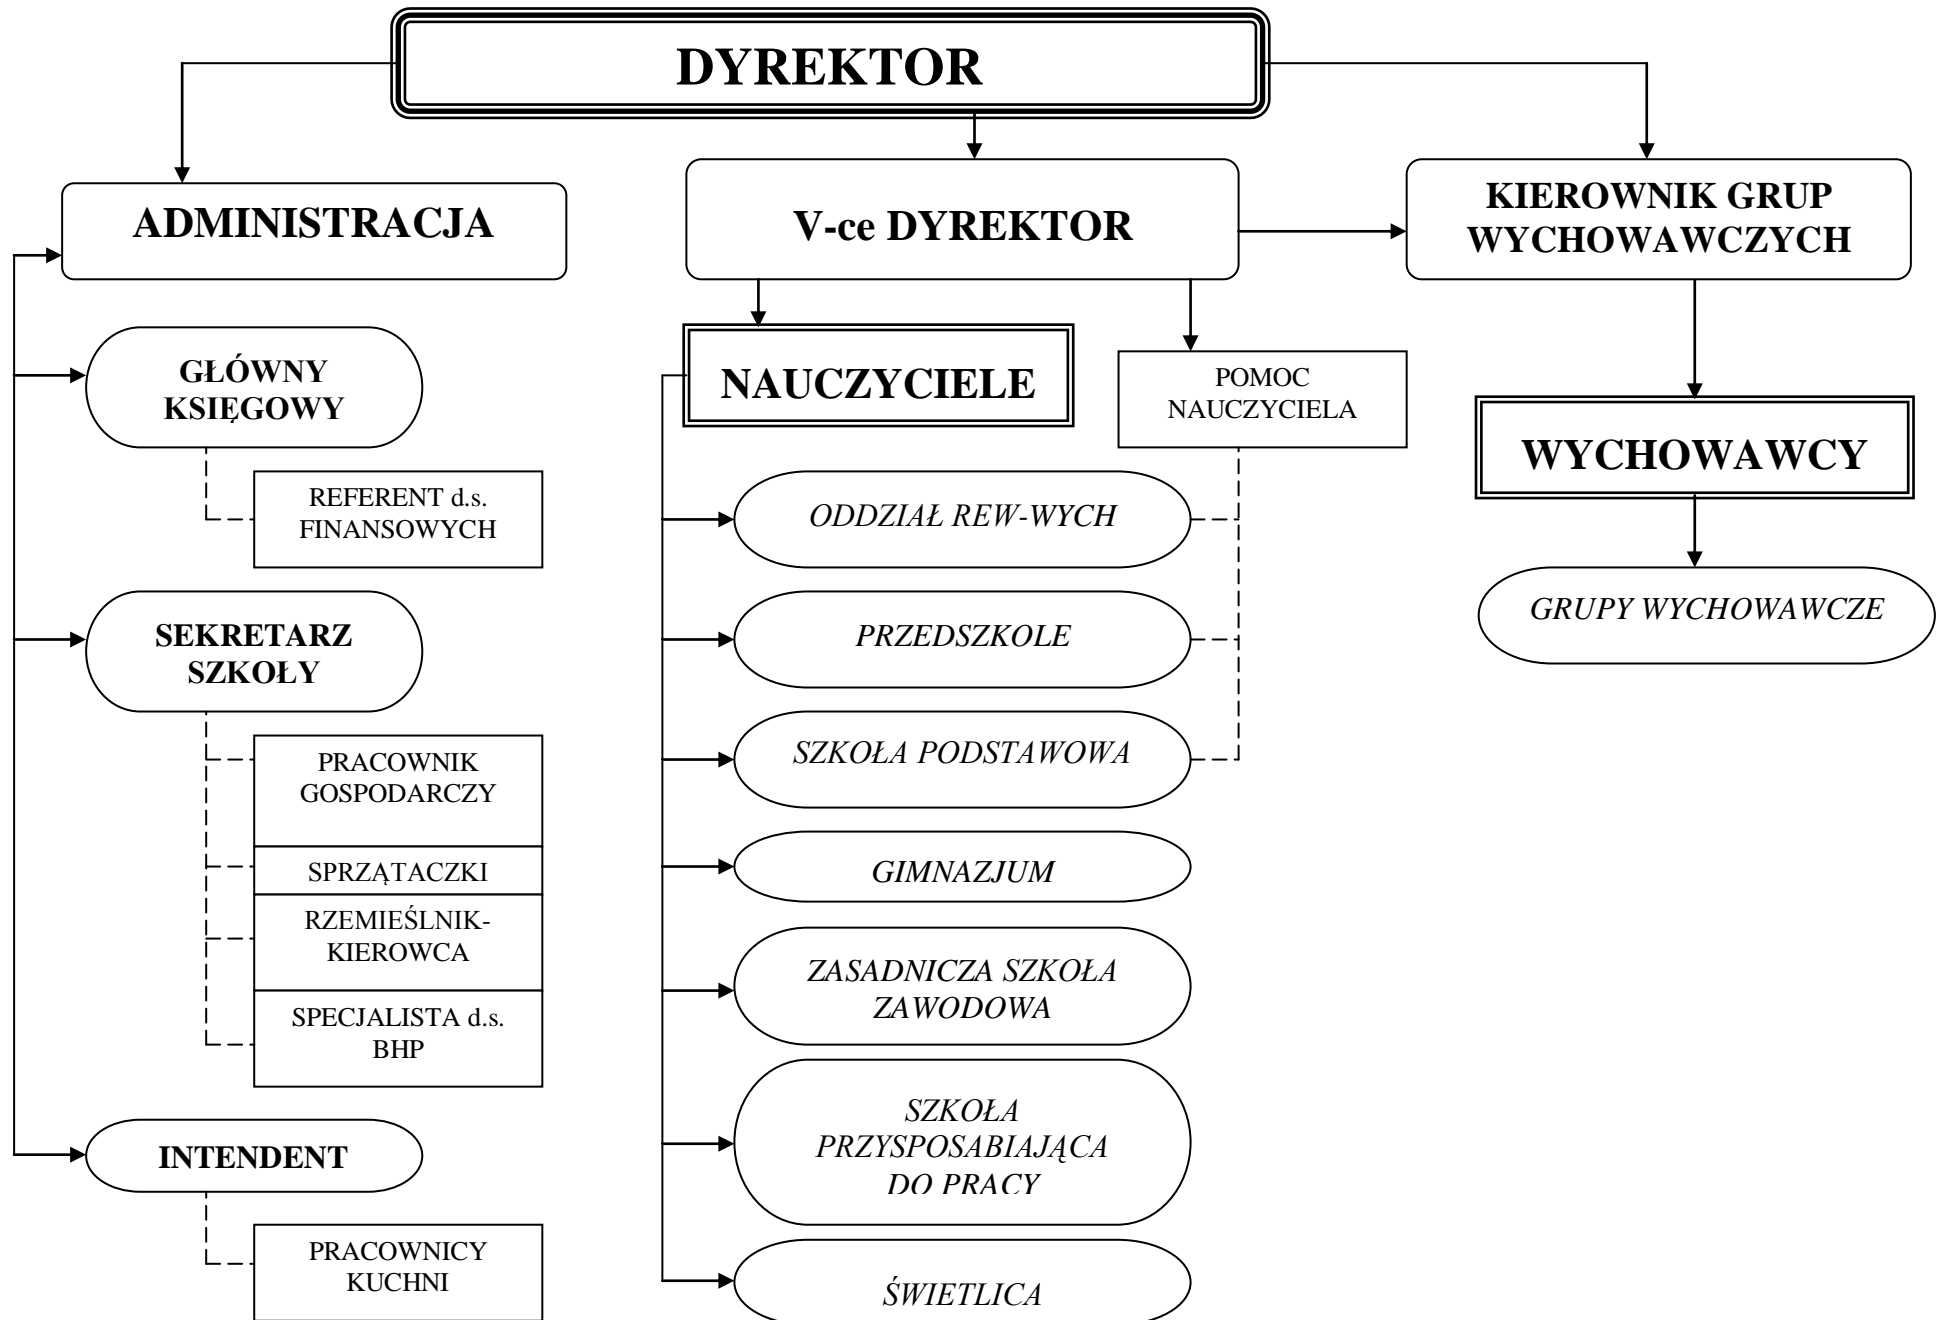 DYREKTOR
ADMINISTRACJA
V-ce DYREKTOR
KIEROWNIK GRUP
WYCHOWAWCZYCH
GŁÓWNY
KSIĘGOWY
REFERENT d.s.
FINANSOWYCH
SEKRETARZ
SZKOŁY
PRACOWNIK
GOSPODARCZY
SPRZĄTACZKI
RZEMIEŚLNIK-
KIEROWCA
SPECJALISTA d.s.
BHP
INTENDENT
PRACOWNICY
KUCHNI
NAUCZYCIELE
POMOC
NAUCZYCIELA
ODDZIAŁ REW-WYCH
PRZEDSZKOLE
SZKOŁA PODSTAWOWA
GIMNAZJUM
ZASADNICZA SZKOŁA
ZAWODOWA
SZKOŁA
PRZYSPOSABIAJĄCA
DO PRACY
ŚWIETLICA
WYCHOWAWCY
GRUPY WYCHOWAWCZE